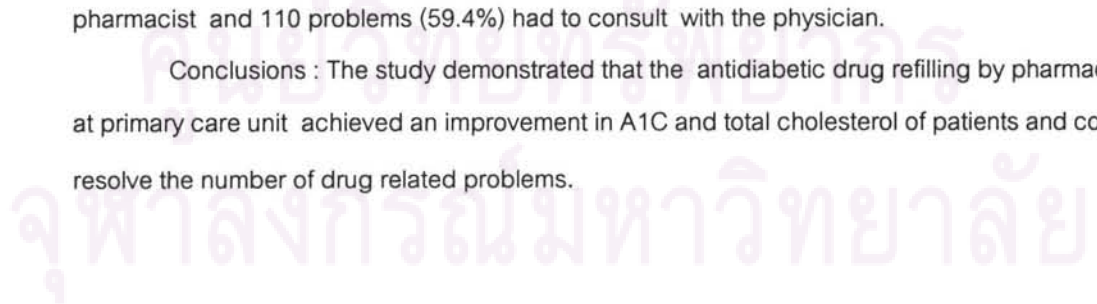 pharmacist and 110 problems (59.4%) had to consult with the physician.
ศูนย์วิทยทรัพยากร
Conclusions : The study demonstrated that the antidiabetic drug refilling by
at primary care unit achieved an improvement in A1C and total cholesterol of patients and
resolve the number of drug related problems.
จุฬาลงกรณ์มหาวิทยาลัย